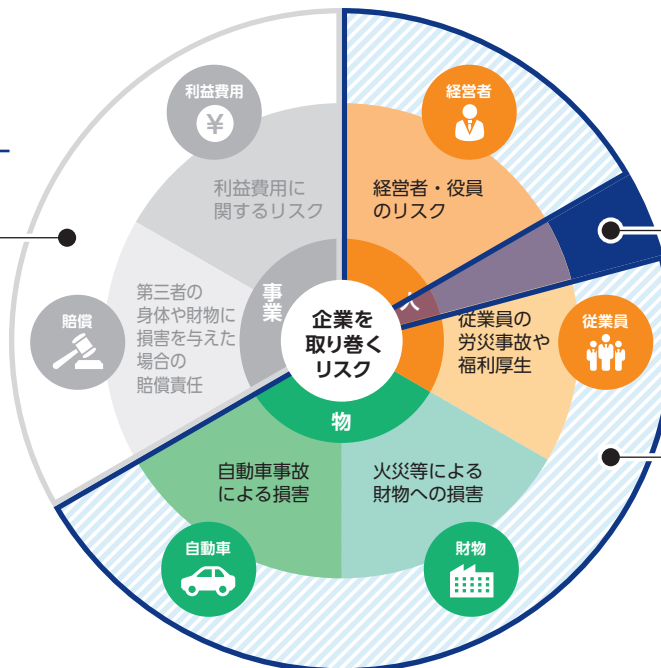 利益費用
¥
利益費用に
関するリスク
経営者
経営者・役員
のリスク
賠償
第三者の
身体や財物に
損害を与えた
場合の
賠償責任
事業
企業を
取り巻く
リスク
人
従業員の
労災事故や
福利厚生
従業員
物
自動車事故
による損害
火災等による
財物への損害
自動車
財物